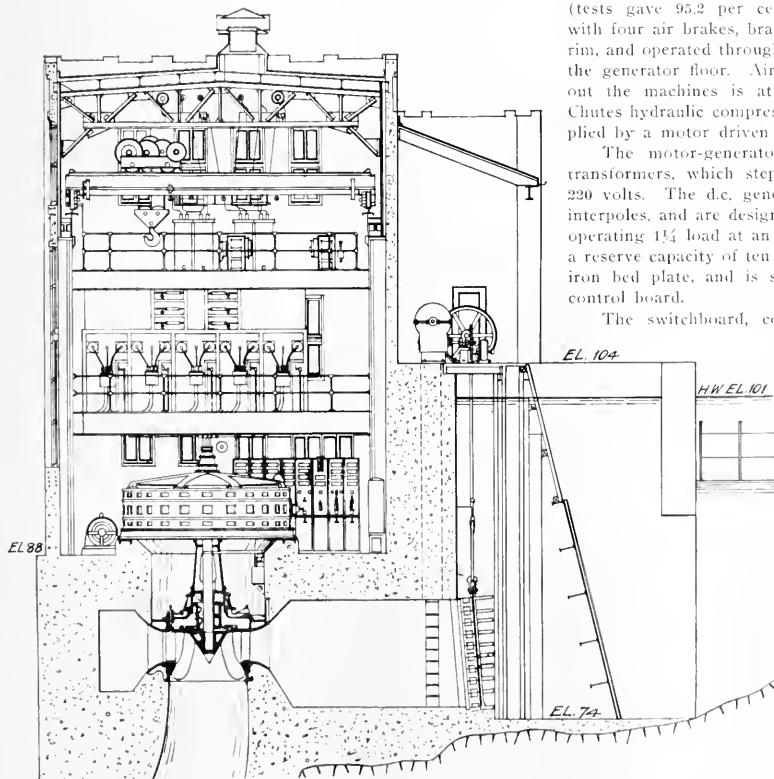 (tests gave 95.2 per ce
with four air brakes, bra
rim, and operated through
the generator floor. Air
out the machines is at
Chutes hydraulic compres
plied by a motor driven
The motor-generato
transformers, which step
220 volts. The d.c. gene
interpoles, and are design
operating 1¼ load at an
a reserve capacity of ten
iron bed plate, and is s
control board.
The switchboard, co
EL. 104
HW EL. 101
EL 88
EL. 74